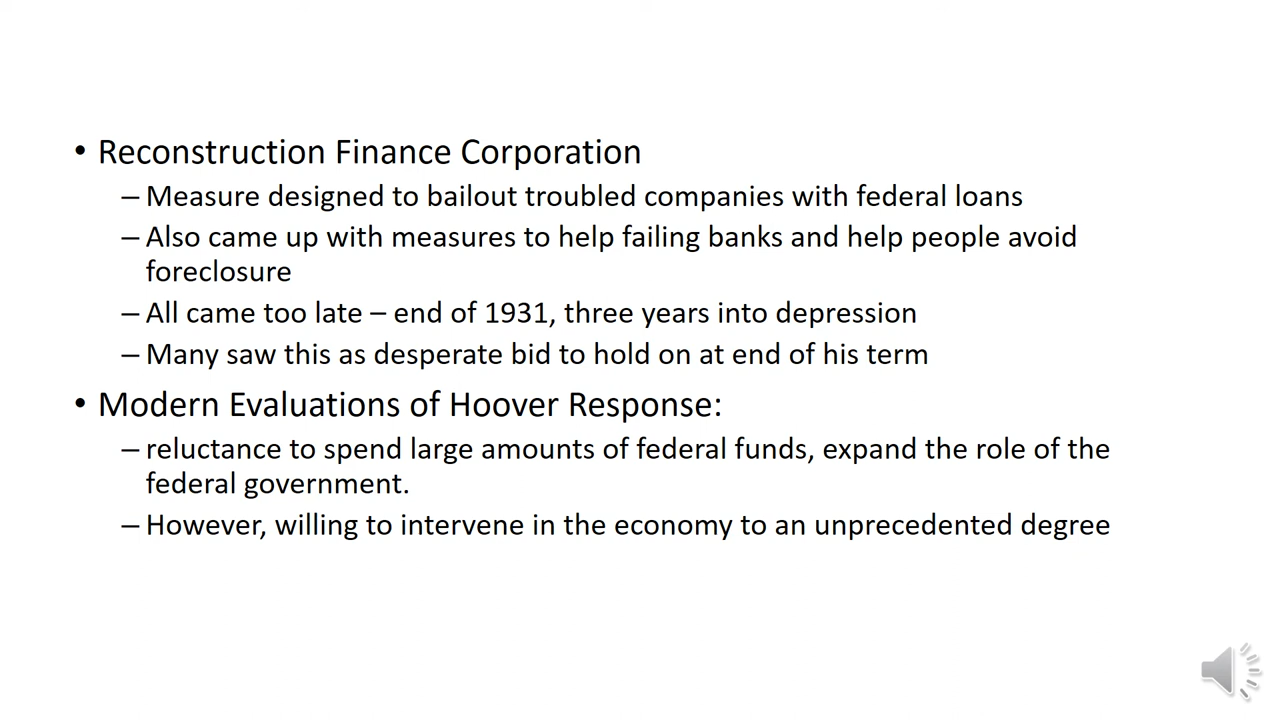 • Reconstruction Finance Corporation
– Measure designed to bailout troubled companies with federal loans
– Also came up with measures to help failing banks and help people avoid
foreclosure
– All came too late – end of 1931, three years into depression
– Many saw this as desperate bid to hold on at end of his term
• Modern Evaluations of Hoover Response:
– reluctance to spend large amounts of federal funds, expand the role of the
federal government.
– However, willing to intervene in the economy to an unprecedented degree